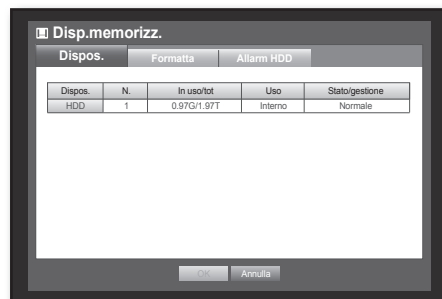 Disp.memorizz.
Dispos. Formatta Allarm HDD
Dispos. N. In uso/tot Uso Stato/gestione
HDD 1 0.97G/1.97T Interno Normale
OK Annulla